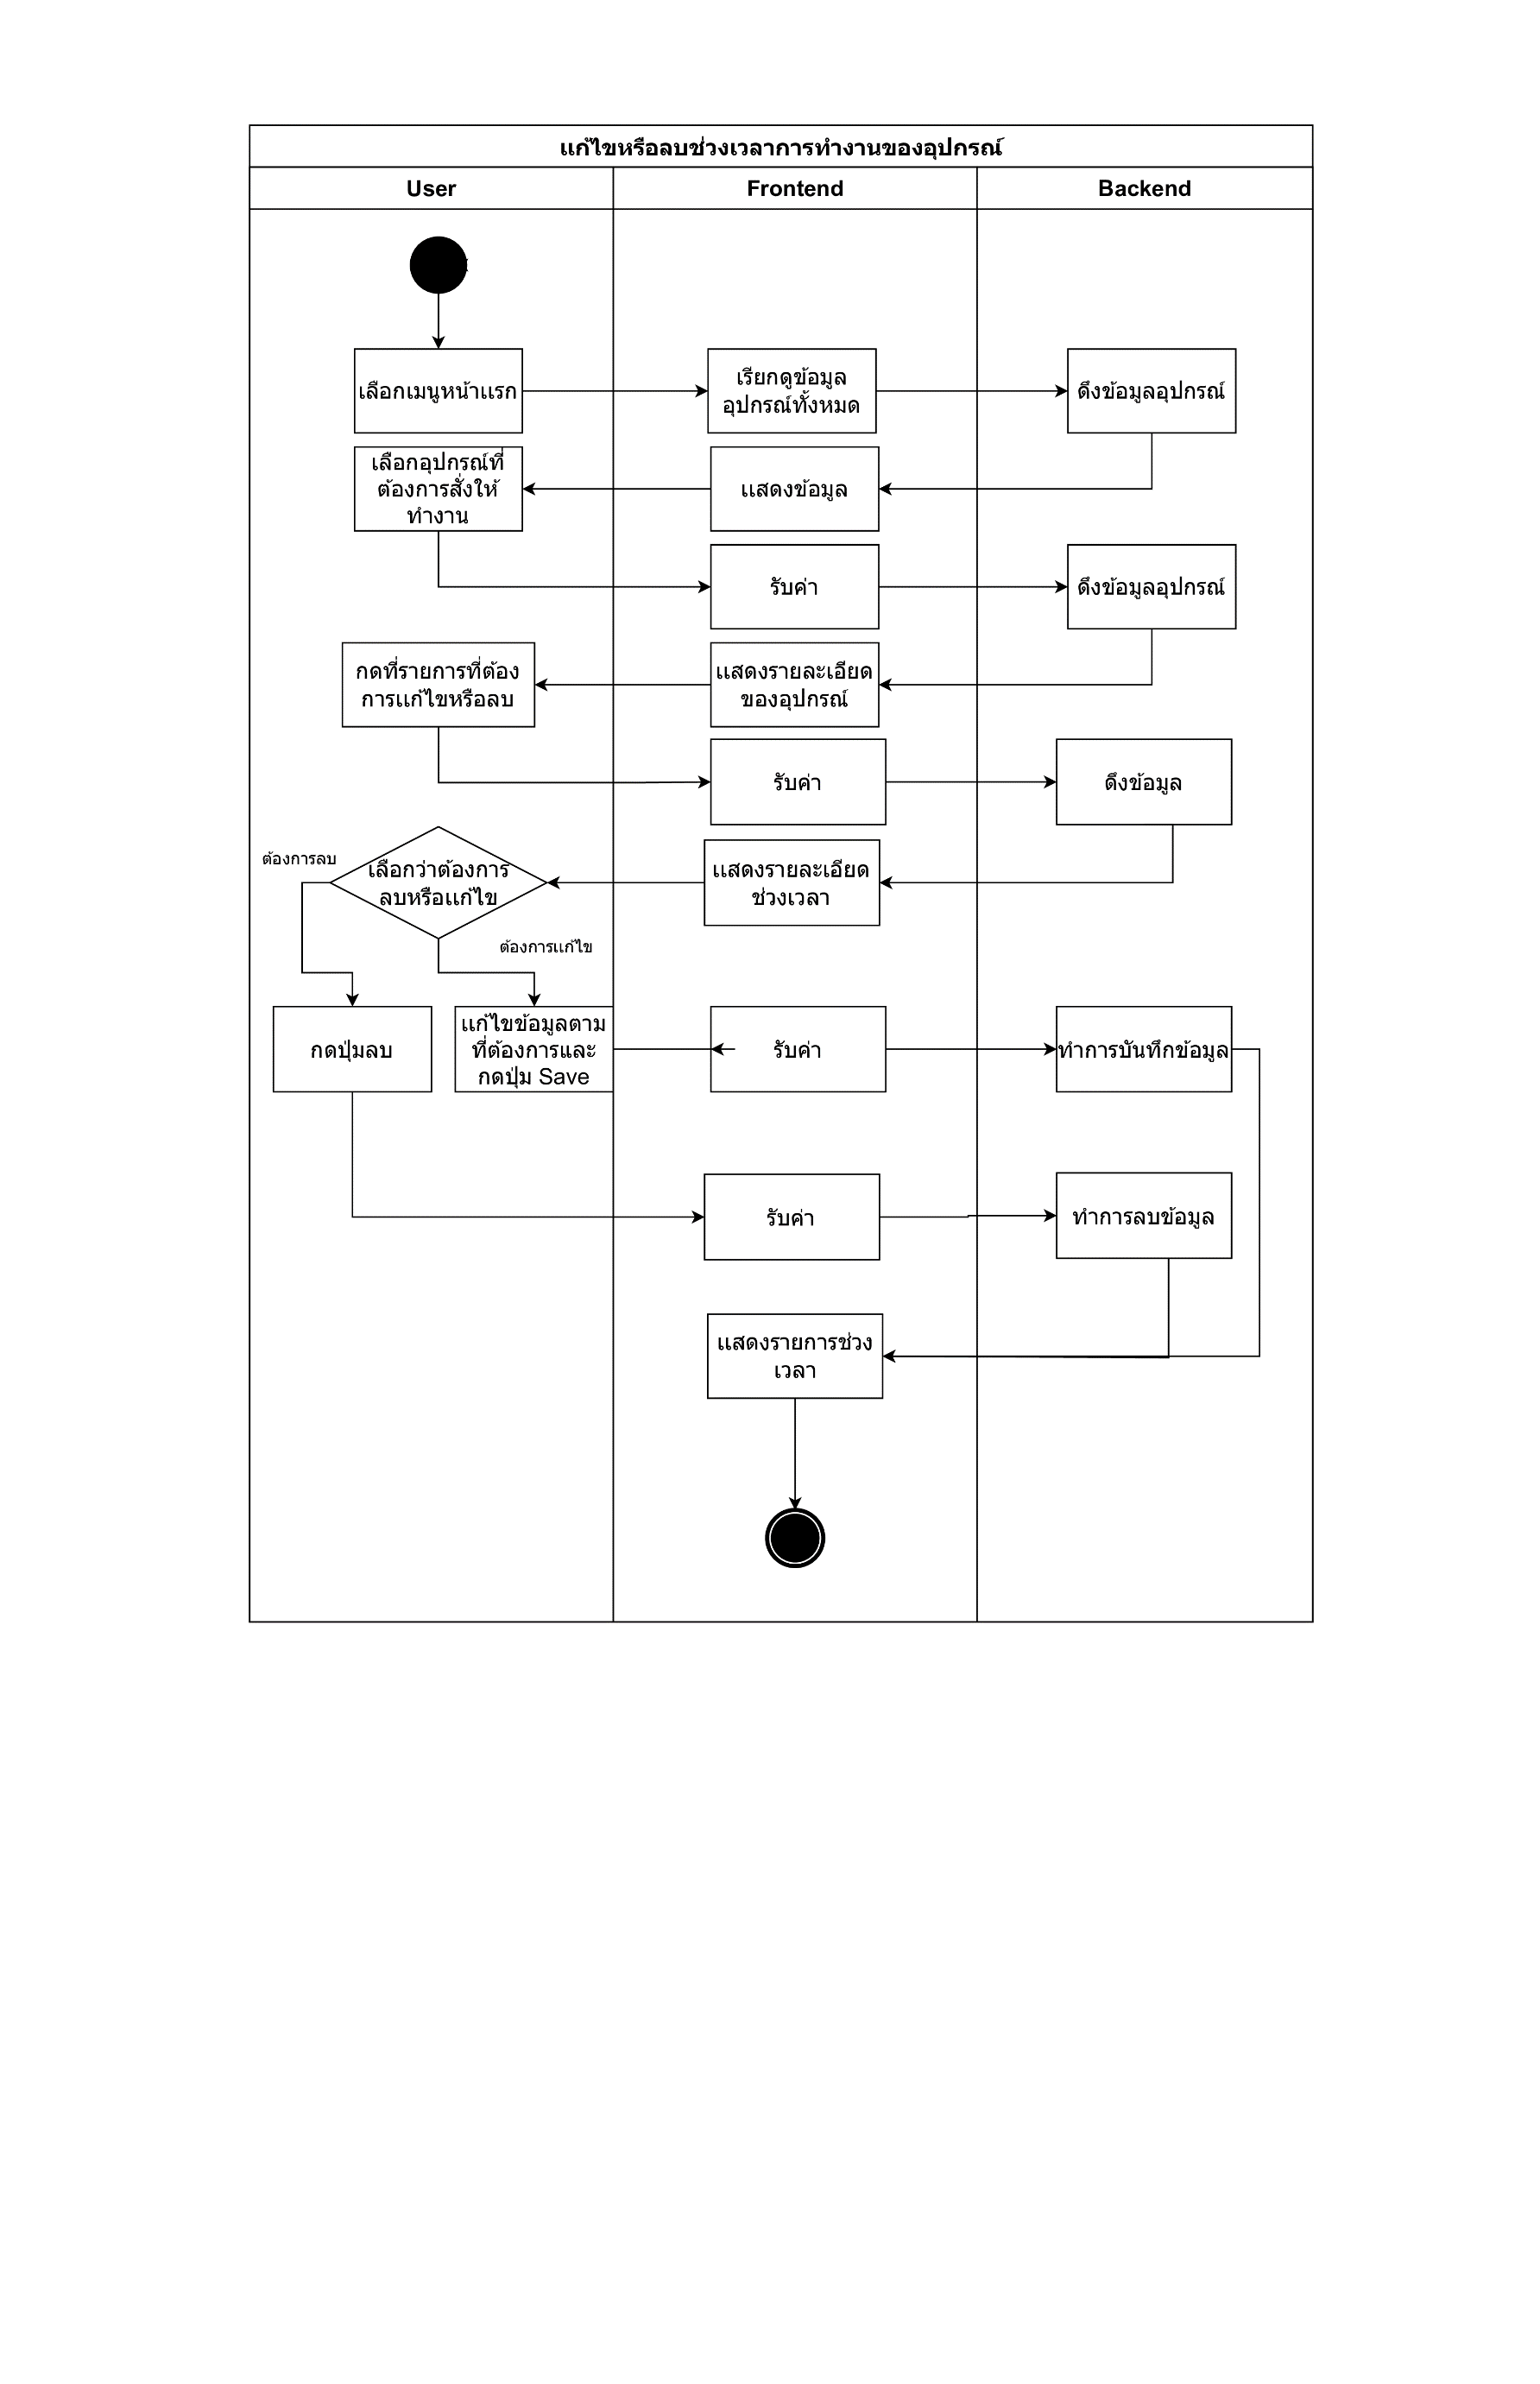 แก้ไขหรือลบช่วงเวลาการทำงานของอุปกรณ์
User
Frontend
Backend
เลือกเมนูหน้าแรก
เรียกดูข้อมูล
อุปกรณ์ทั้งหมด
ดึงข้อมูลอุปกรณ์
เลือกอุปกรณ์ที่
ต้องการสั่งให้
ทำงาน
แสดงข้อมูล
รับค่า
ดึงข้อมูลอุปกรณ์
กดที่รายการที่ต้อง
การแก้ไขหรือลบ
แสดงรายละเอียด
ของอุปกรณ์
รับค่า
ดึงข้อมูล
ต้องการลบ
เลือกว่าต้องการ
ลบหรือแก้ไข
แสดงรายละเอียด
ช่วงเวลา
ต้องการแก้ไข
กดปุ่มลบ
แก้ไขข้อมูลตาม
ที่ต้องการและ
กดปุ่ม Save
รับค่า
ทำการบันทึกข้อมูล
รับค่า
ทำการลบข้อมูล
แสดงรายการช่วง
เวลา